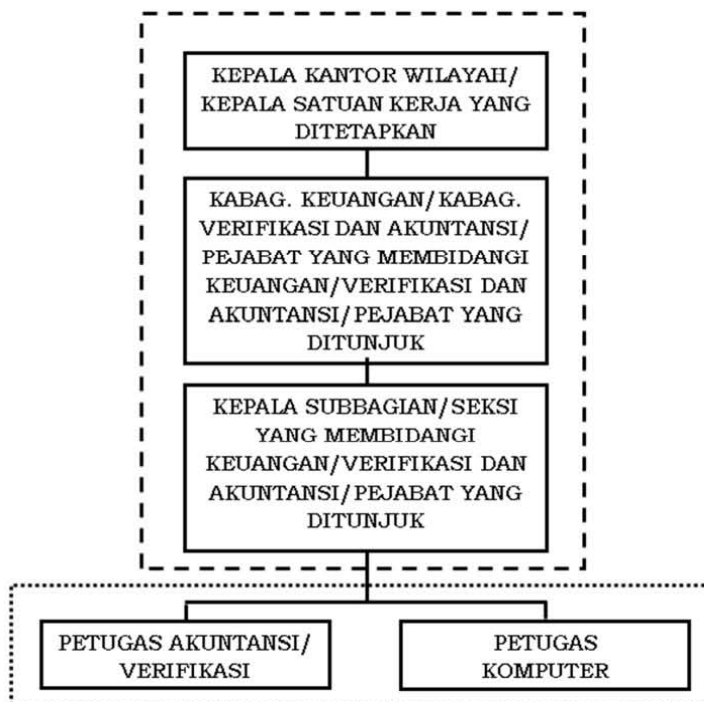 KEPALA KANTOR WILAYAH/
KEPALA SATUAN KERJA YANG
DITETAPKAN
KABAG. KEUANGAN/KABAG.
VERIFIKASI DAN AKUNTANSI/
PEJABAT YANG MEMBIDANGI
KEUANGAN/VERIFIKASI DAN
AKUNTANSI/PEJABAT YANG
DITUNJUK
KEPALA SUBBAGIAN/SEKSI
YANG MEMBIDANGI
KEUANGAN/VERIFIKASI DAN
AKUNTANSI/PEJABAT YANG
DITUNJUK
PETUGAS AKUNTANSI/
VERIFIKASI
PETUGAS
KOMPUTER